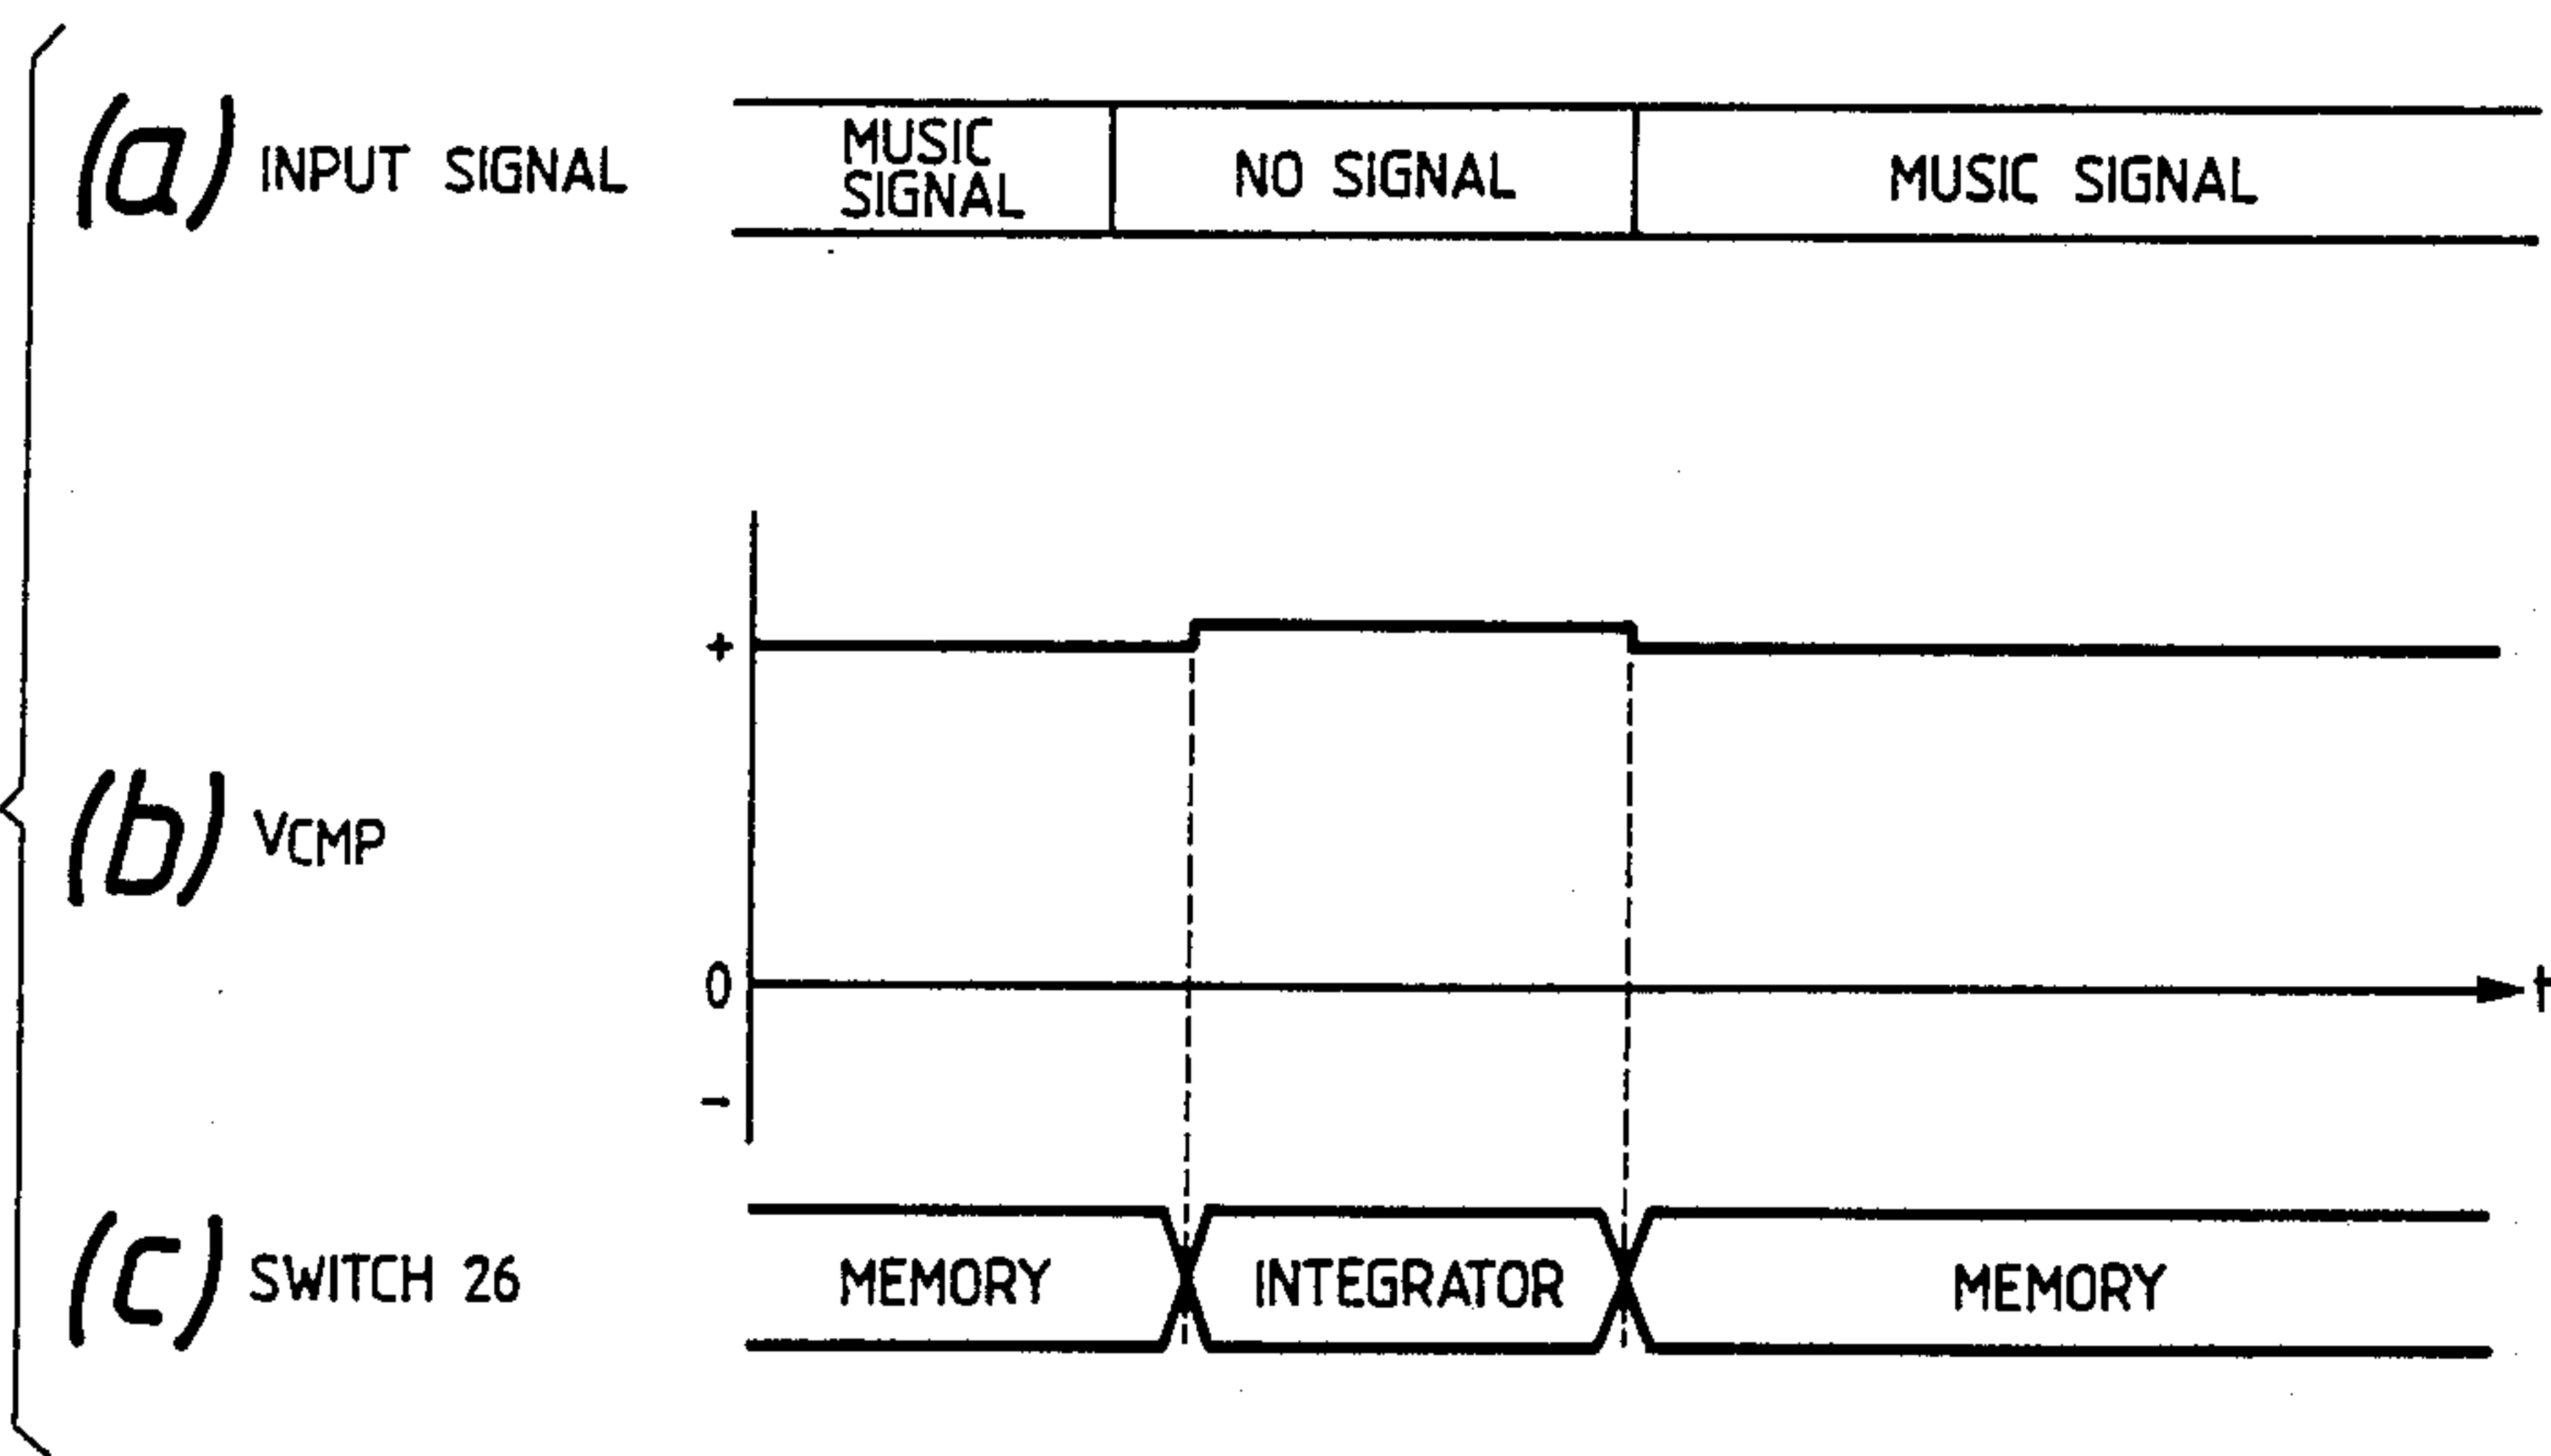 (a) INPUT SIGNAL
MUSIC
SIGNAL
NO SIGNAL
MUSIC SIGNAL
+
(b) VCMP
0
t
-
(c) SWITCH 26
MEMORY
INTEGRATOR
MEMORY